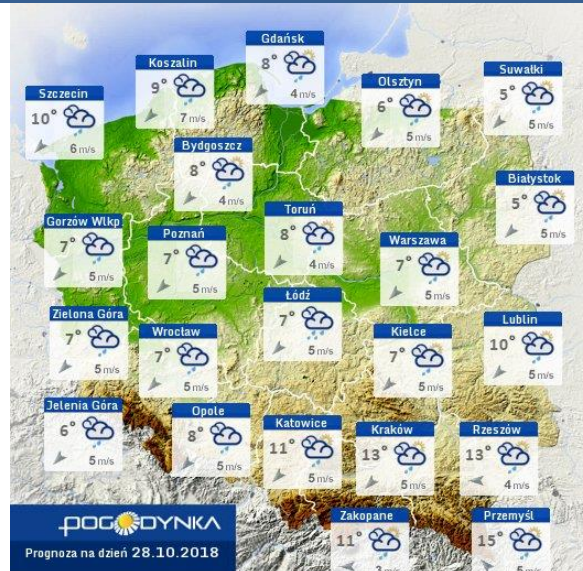 Gdańsk
8°
4 m/s
Koszalin
9°
7 m/s
Suwałki
5°
5 m/s
Olsztyn
6°
5 m/s
Szczecin
10°
6 m/s
Bydgoszcz
8°
4 m/s
Białystok
5°
5 m/s
Toruń
8°
4 m/s
Gorzów Wlkp
7°
5 m/s
Poznań
7°
5 m/s
Warszawa
7°
5 m/s
Łódź
7°
5 m/s
Zielona Góra
7°
5 m/s
Wrocław
7°
5 m/s
Kielce
7°
5 m/s
Lublin
10°
5 m/s
Jelenia Góra
6°
5 m/s
Opole
8°
5 m/s
Katowice
11°
5 m/s
Kraków
13°
5 m/s
Rzeszów
13°
4 m/s
Zakopane
11°
3 m/s
Przemyśl
15°
5 m/s
POGODYNKA
Prognoza na dzień 28.10.2018